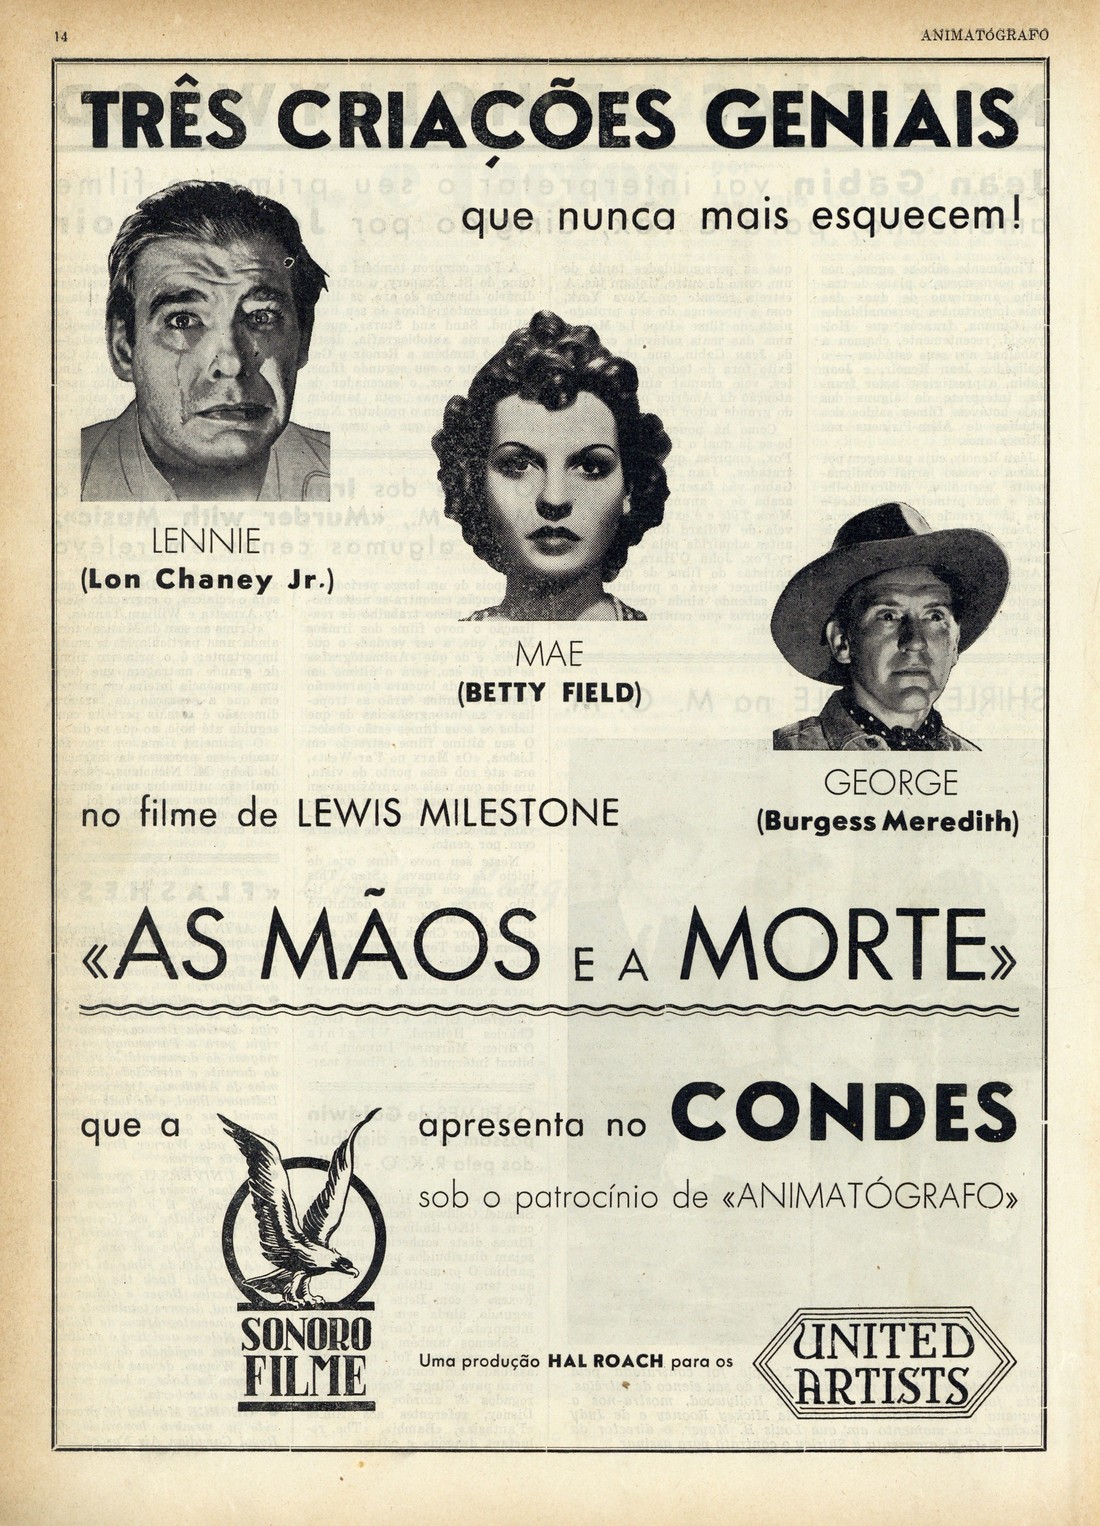 14
ANIMATÓGRAFO
TRÊS CRIAÇÕES GENIAIS
que nunca mais esquecem!
LENNIE
(Lon Chaney Jr.)
MAE
(BETTY FIELD)
GEORGE
(Burgess Meredith)
no filme de LEWIS MILESTONE
«AS MÃOS E A MORTE»
que a
SONORO
FILME
apresenta no CONDES
sob o patrocínio de «ANIMATÓGRAFO»
Uma produção HAL ROACH para os
UNITED
ARTISTS